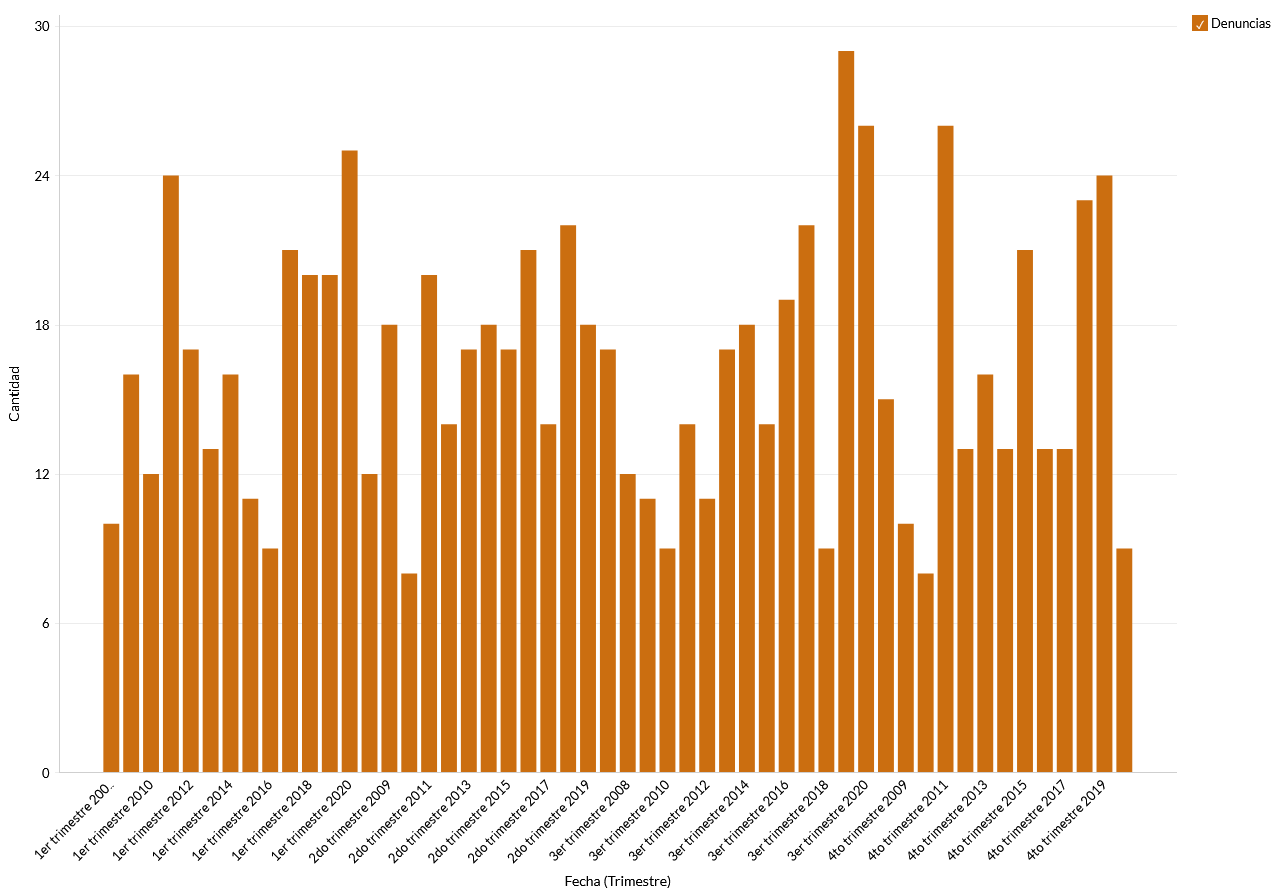 Denuncias
30
24
18
12
6
0
Cantidad
1er trimestre 200..
1er trimestre 2010
1er trimestre 2012
1er trimestre 2014
1er trimestre 2016
1er trimestre 2018
1er trimestre 2020
2do trimestre 2009
2do trimestre 2011
2do trimestre 2013
2do trimestre 2015
2do trimestre 2017
2do trimestre 2019
3er trimestre 2008
3er trimestre 2010
3er trimestre 2012
3er trimestre 2014
3er trimestre 2016
3er trimestre 2018
3er trimestre 2020
4to trimestre 2009
4to trimestre 2011
4to trimestre 2013
4to trimestre 2015
4to trimestre 2017
4to trimestre 2019
Fecha (Trimestre)